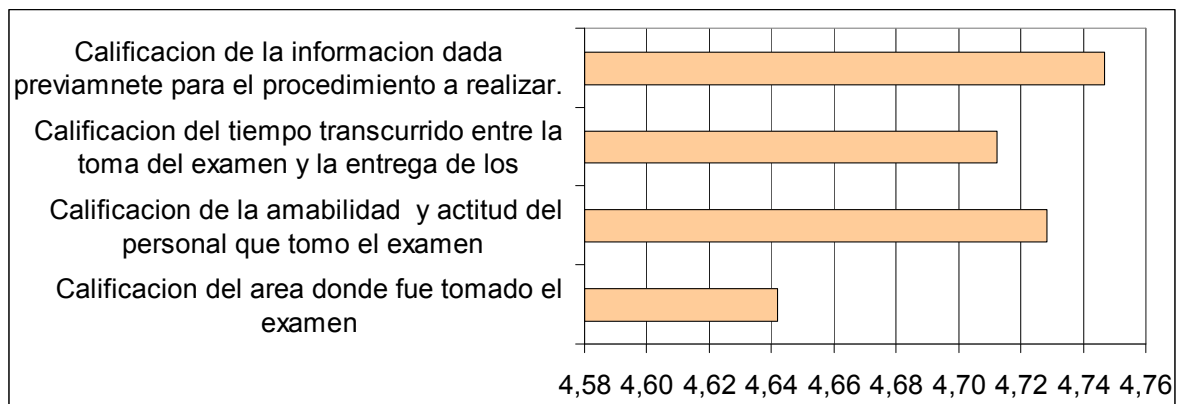 Calificacion de la informacion dada
previamnete para el procedimiento a realizar.
Calificacion del tiempo transcurrido entre la
toma del examen y la entrega de los
Calificacion de la amabilidad  y actitud del
personal que tomo el examen
Calificacion del area donde fue tomado el
examen
4,58 4,60 4,62 4,64 4,66 4,68 4,70 4,72 4,74 4,76